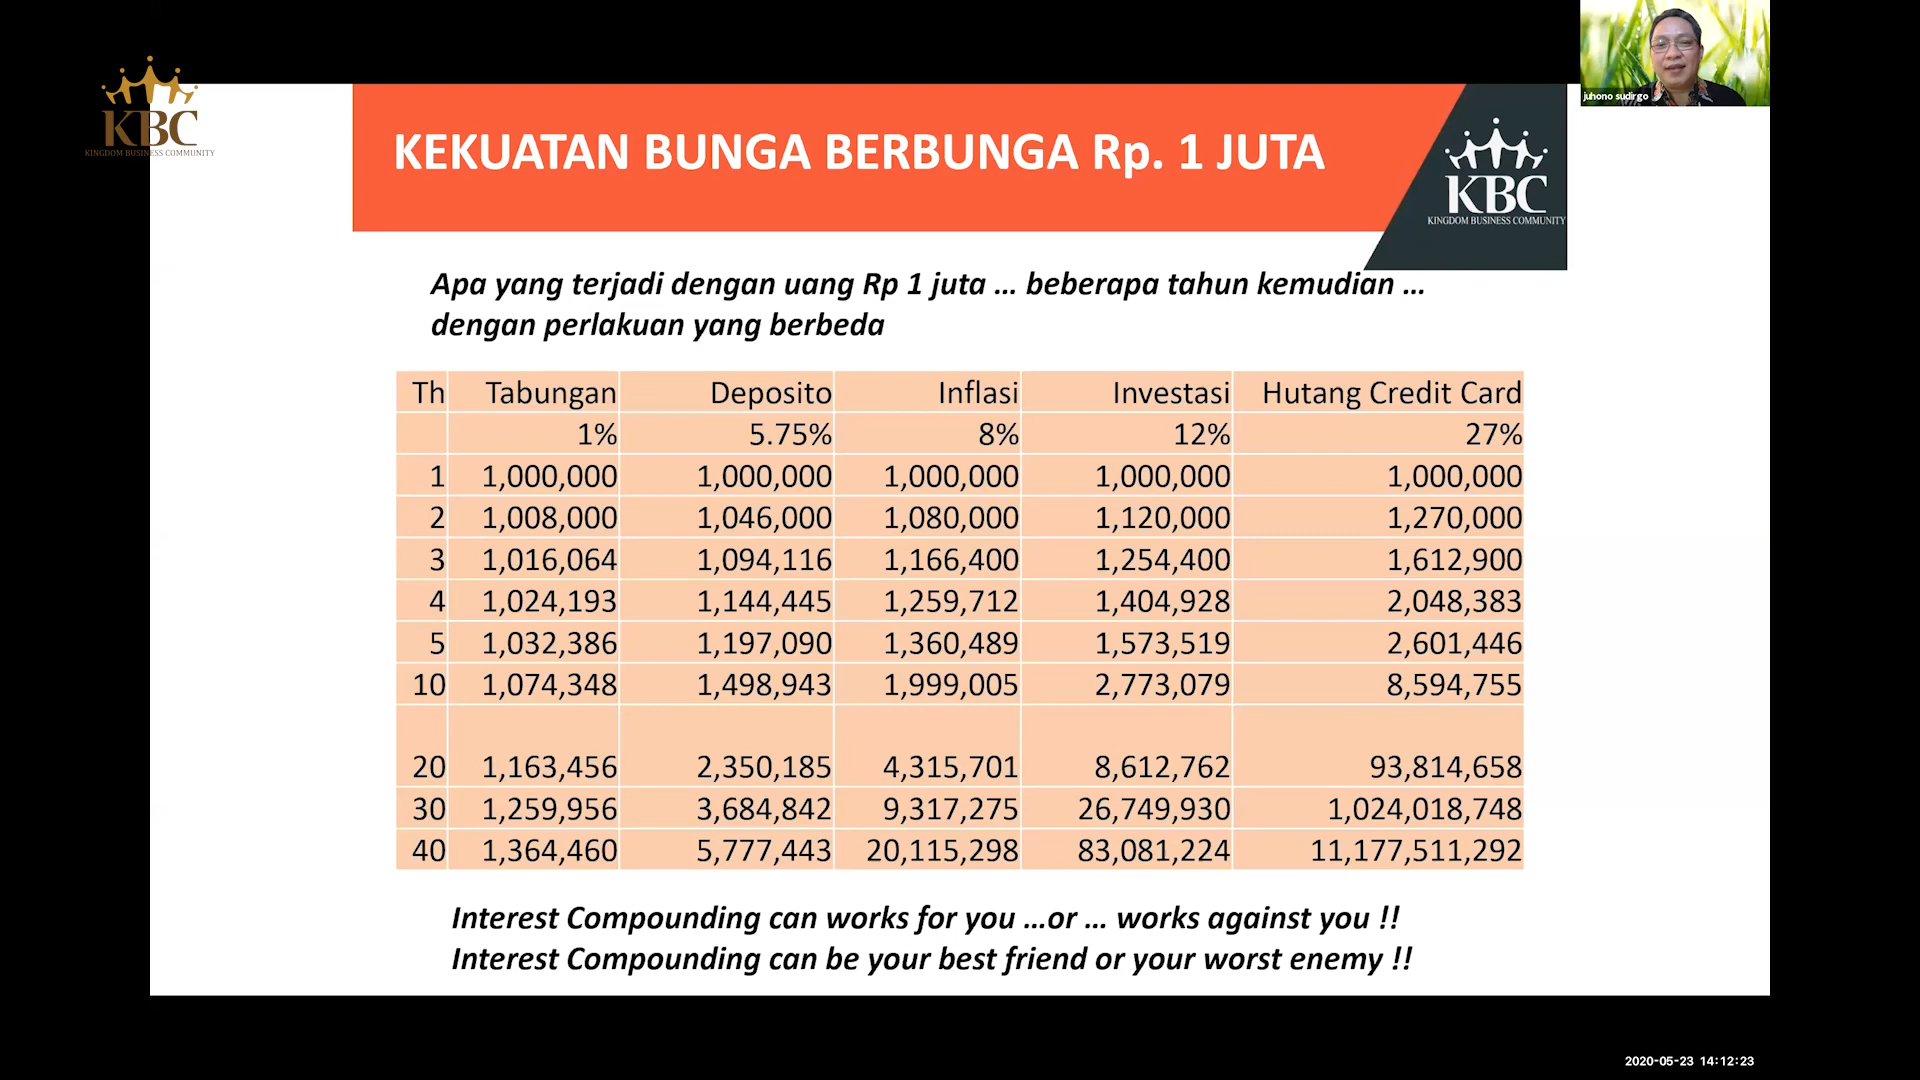 KBC
KINGDOM BUSINESS COMMUNITY
juhono sudirgo
KEKUATAN BUNGA BERBUNGA Rp. 1 JUTA
KBC
KINGDOM BUSINESS COMMUNITY
Apa yang terjadi dengan uang Rp 1 juta ... beberapa tahun kemudian ...
dengan perlakuan yang berbeda
Th Tabungan Deposito Inflasi Investasi Hutang Credit Card
1% 5.75% 8% 12% 27%
1 1,000,000 1,000,000 1,000,000 1,000,000 1,000,000
2 1,008,000 1,046,000 1,080,000 1,120,000 1,270,000
3 1,016,064 1,094,116 1,166,400 1,254,400 1,612,900
4 1,024,193 1,144,445 1,259,712 1,404,928 2,048,383
5 1,032,386 1,197,090 1,360,489 1,573,519 2,601,446
10 1,074,348 1,498,943 1,999,005 2,773,079 8,594,755
20 1,163,456 2,350,185 4,315,701 8,612,762 93,814,658
30 1,259,956 3,684,842 9,317,275 26,749,930 1,024,018,748
40 1,364,460 5,777,443 20,115,298 83,081,224 11,177,511,292
Interest Compounding can works for you ...or ... works against you !!
Interest Compounding can be your best friend or your worst enemy !!
2020-05-23 14:12:23